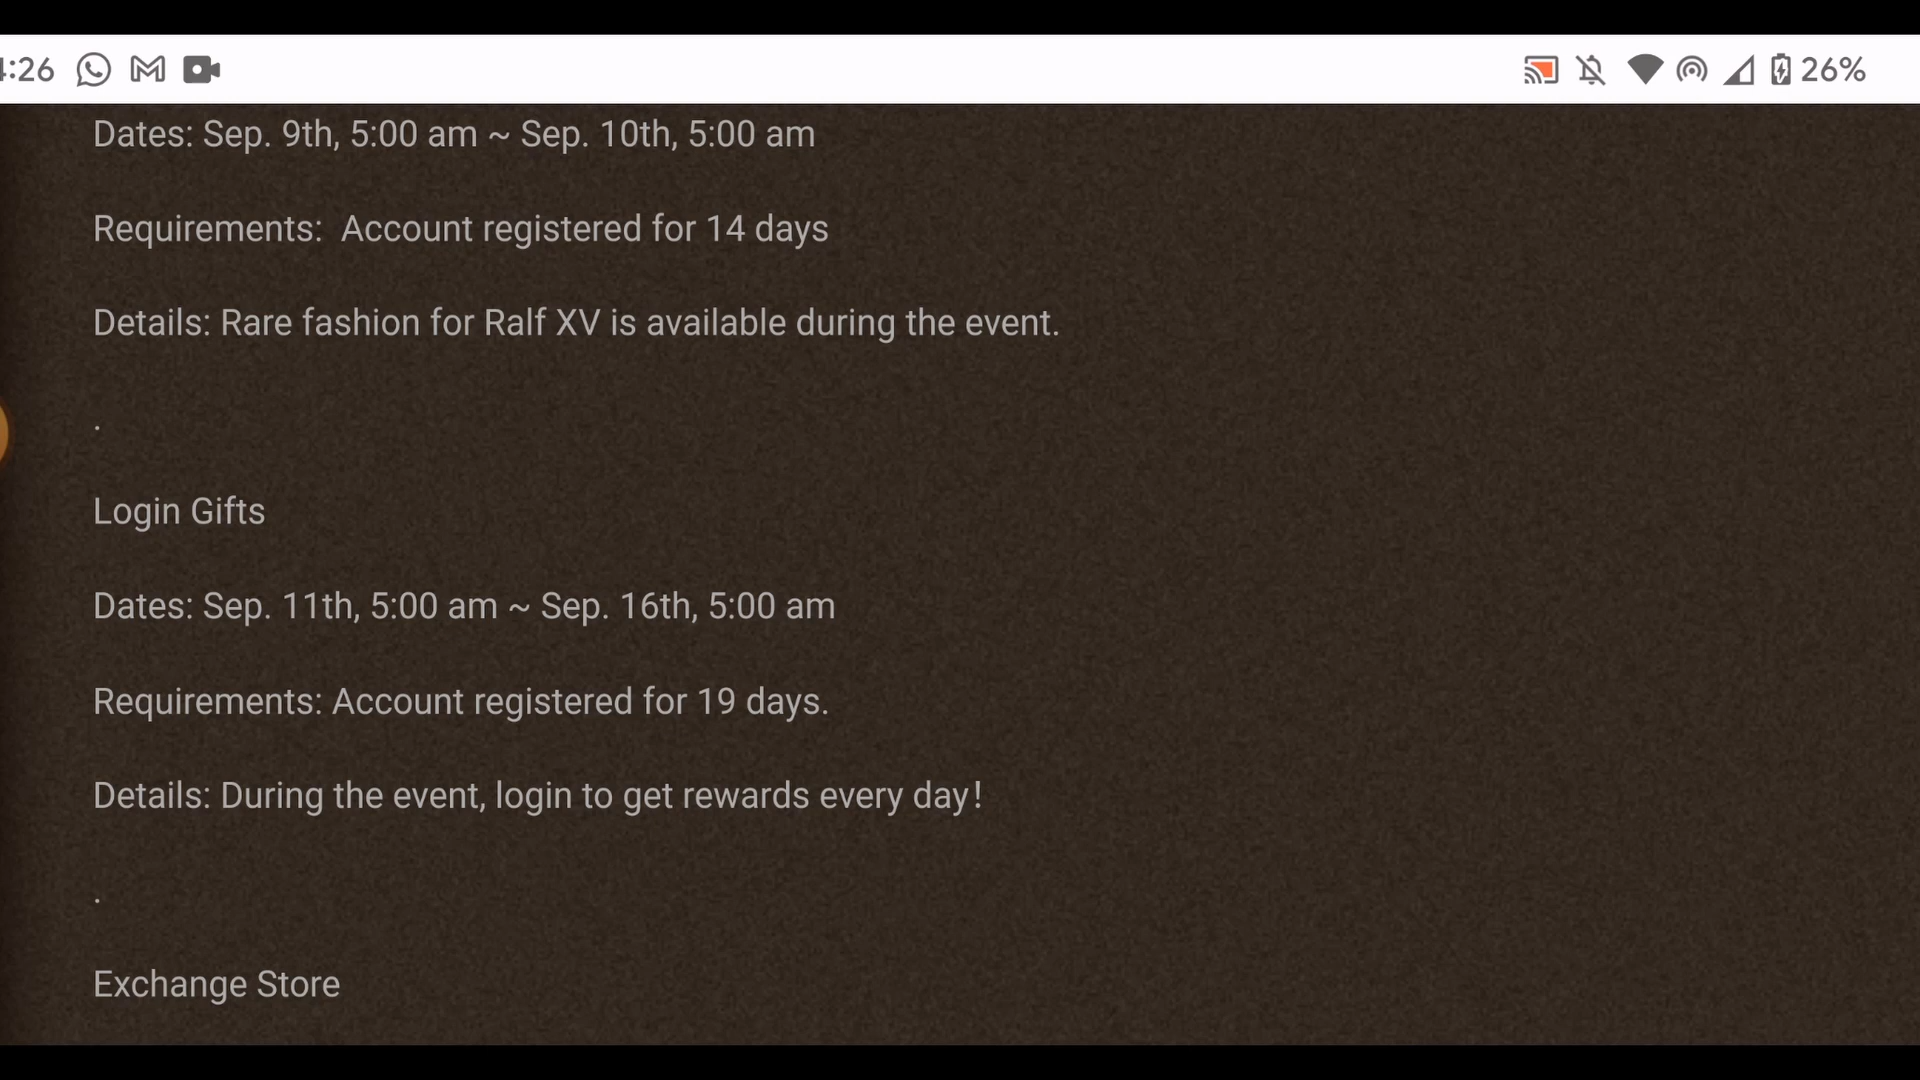 4:26 26%
Dates: Sep. 9th, 5:00 am ~ Sep. 10th, 5:00 am
Requirements:  Account registered for 14 days
Details: Rare fashion for Ralf XV is available during the event.
.
Login Gifts
Dates: Sep. 11th, 5:00 am ~ Sep. 16th, 5:00 am
Requirements: Account registered for 19 days.
Details: During the event, login to get rewards every day!
.
Exchange Store